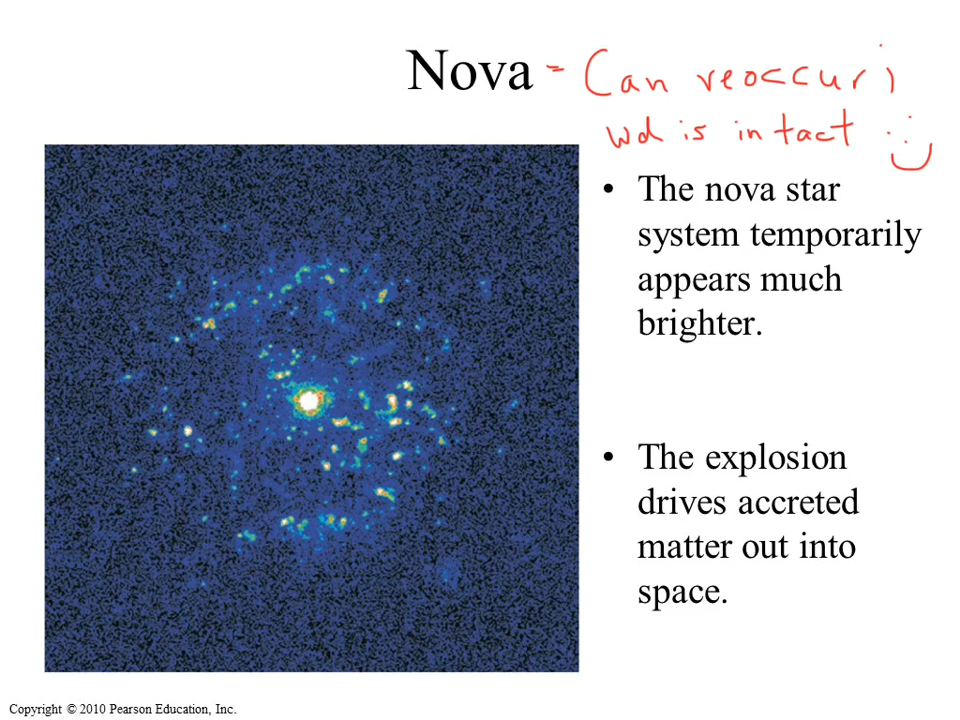 Nova - Can reoccur ;
wd is intact :)
• The nova star
system temporarily
appears much
brighter.
• The explosion
drives accreted
matter out into
space.
Copyright © 2010 Pearson Education, Inc.